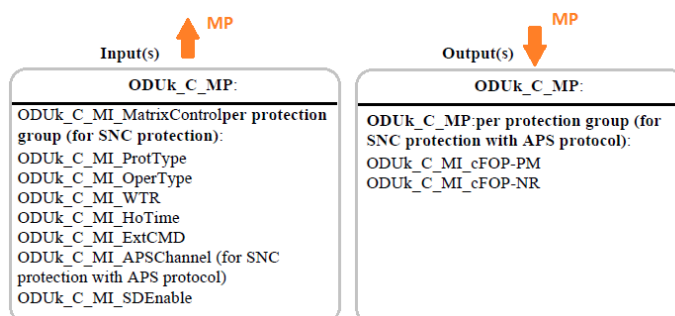 MP
Input(s)
ODUk_C_MP:
ODUk_C_MI_MatrixControlper protection
group (for SNC protection):
ODUk_C_MI_ProtType
ODUk_C_MI_OperType
ODUk_C_MI_WTR
ODUk_C_MI_HoTime
ODUk_C_MI_ExtCMD
ODUk_C_MI_APSChannel (for SNC
protection with APS protocol)
ODUk_C_MI_SDEnable
MP
Output(s)
ODUk_C_MP:
ODUk_C_MP:per protection group (for
SNC protection with APS protocol):
ODUk_C_MI_cFOP-PM
ODUk_C_MI_cFOP-NR